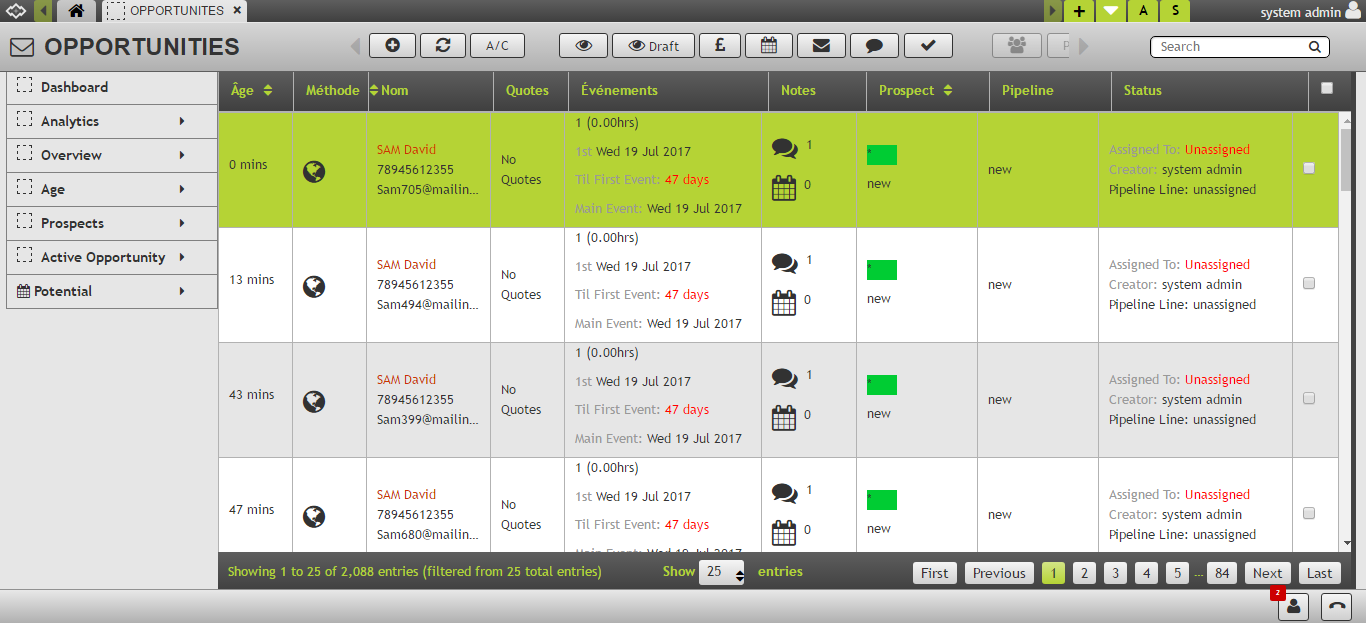 OPPORTUNITES ×
+ A S
system admin
OPPORTUNITIES
A/C
Draft
£
P
Search
Dashboard
Analytics
Overview
Age
Prospects
Active Opportunity
Potential
Âge Méthode Nom Quotes Événements Notes Prospect Pipeline Status
0 mins
SAM David
78945612355
Sam705@mailin...
No
Quotes
1 (0.00hrs)
1st Wed 19 Jul 2017
Til First Event: 47 days
Main Event: Wed 19 Jul 2017
1
0
*
new
new
Assigned To: Unassigned
Creator: system admin
Pipeline Line: unassigned
13 mins
SAM David
78945612355
Sam494@mailin...
No
Quotes
1 (0.00hrs)
1st Wed 19 Jul 2017
Til First Event: 47 days
Main Event: Wed 19 Jul 2017
1
0
*
new
new
Assigned To: Unassigned
Creator: system admin
Pipeline Line: unassigned
43 mins
SAM David
78945612355
Sam399@mailin...
No
Quotes
1 (0.00hrs)
1st Wed 19 Jul 2017
Til First Event: 47 days
Main Event: Wed 19 Jul 2017
1
0
*
new
new
Assigned To: Unassigned
Creator: system admin
Pipeline Line: unassigned
47 mins
SAM David
78945612355
Sam680@mailin...
No
Quotes
1 (0.00hrs)
1st Wed 19 Jul 2017
Til First Event: 47 days
Main Event: Wed 19 Jul 2017
1
0
*
new
new
Assigned To: Unassigned
Creator: system admin
Pipeline Line: unassigned
Showing 1 to 25 of 2,088 entries (filtered from 25 total entries) Show 25 entries First Previous 1 2 3 4 5 ... 84 Next Last
2